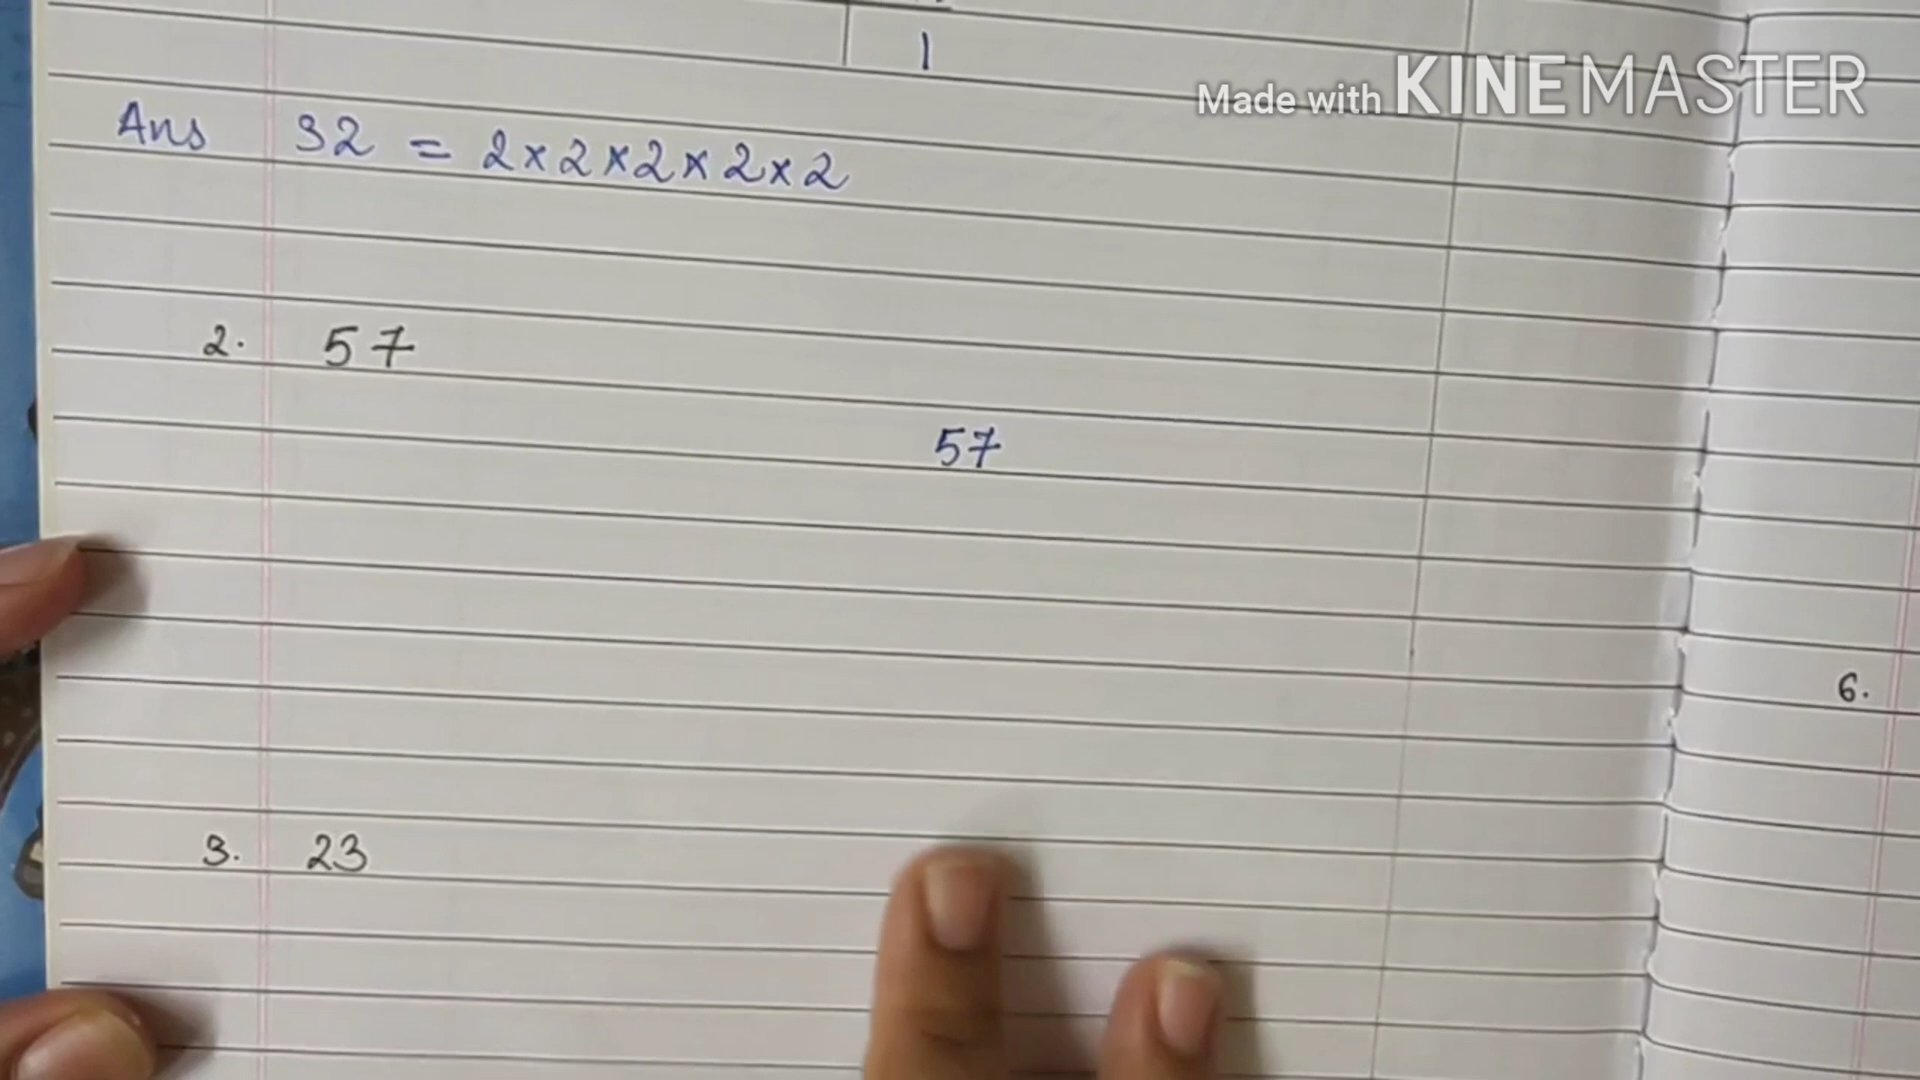 1
Made with KINEMASTER
Ans 32 = 2×2×2×2×2
2. 57
57
6.
3. 23